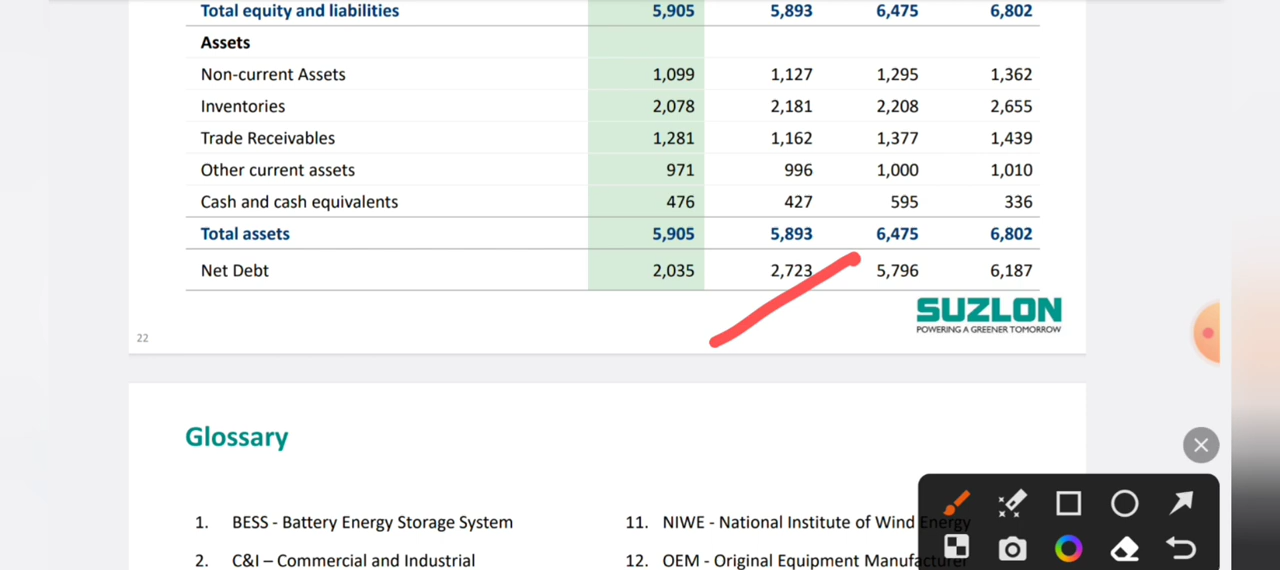 Total equity and liabilities 5,905 5,893 6,475 6,802
Assets
Non-current Assets 1,099 1,127 1,295 1,362
Inventories 2,078 2,181 2,208 2,655
Trade Receivables 1,281 1,162 1,377 1,439
Other current assets 971 996 1,000 1,010
Cash and cash equivalents 476 427 595 336
Total assets 5,905 5,893 6,475 6,802
Net Debt 2,035 2,723 5,796 6,187
SUZLON
POWERING A GREENER TOMORROW
22
Glossary
1. BESS - Battery Energy Storage System
2. C&I – Commercial and Industrial
11. NIWE - National Institute of Wind Energy
12. OEM - Original Equipment Manufacturer